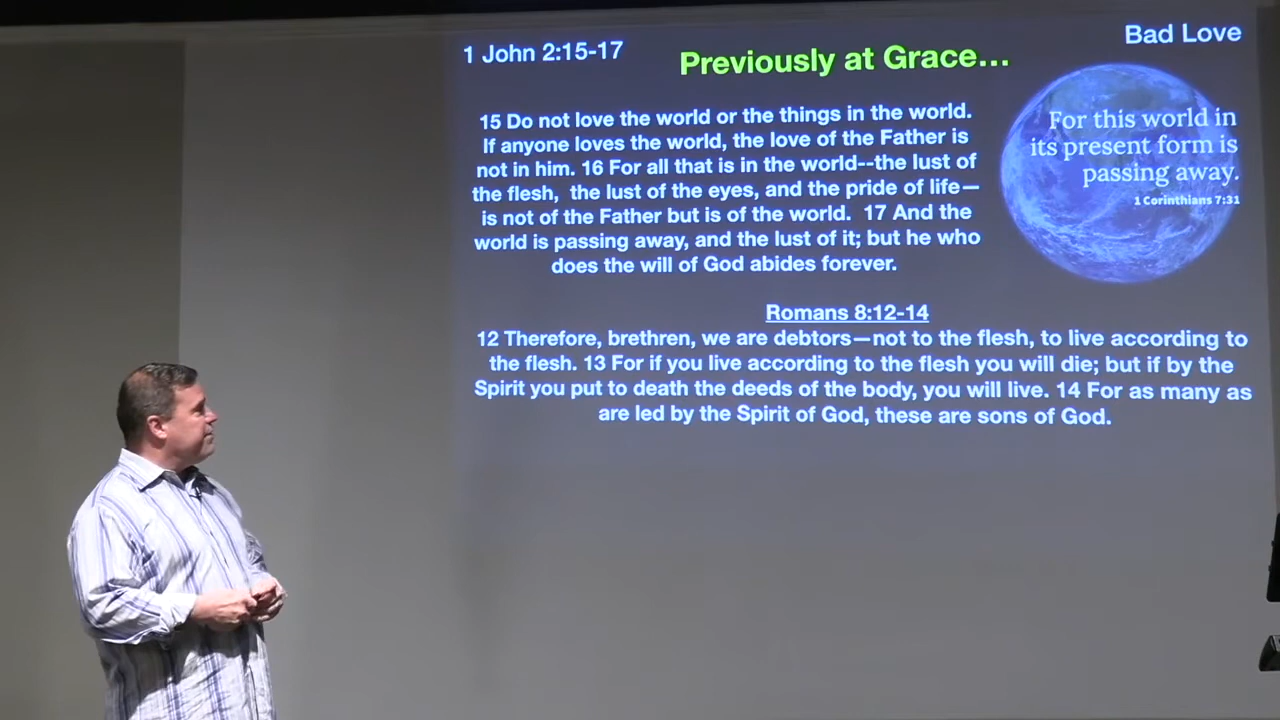 1 John 2:15-17
Previously at Grace...
Bad Love
15 Do not love the world or the things in the world.
If anyone loves the world, the love of the Father is
not in him. 16 For all that is in the world--the lust of
the flesh, the lust of the eyes, and the pride of life—
is not of the Father but is of the world. 17 And the
world is passing away, and the lust of it; but he who
does the will of God abides forever.
For this world in
its present form is
passing away.
1 Corinthians 7:31
Romans 8:12-14
12 Therefore, brethren, we are debtors—not to the flesh, to live according to
the flesh. 13 For if you live according to the flesh you will die; but if by the
Spirit you put to death the deeds of the body, you will live. 14 For as many as
are led by the Spirit of God, these are sons of God.